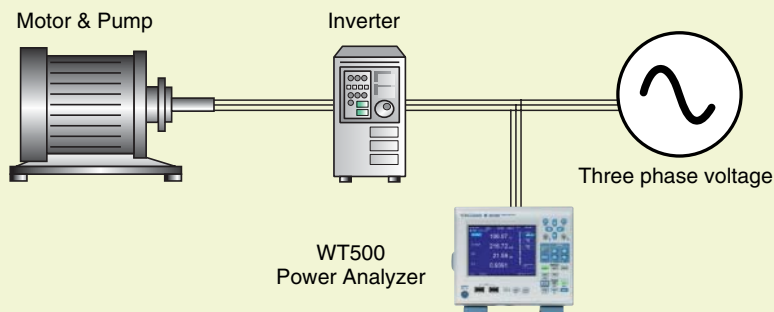 Motor & Pump
Inverter
Three phase voltage
WT500
Power Analyzer